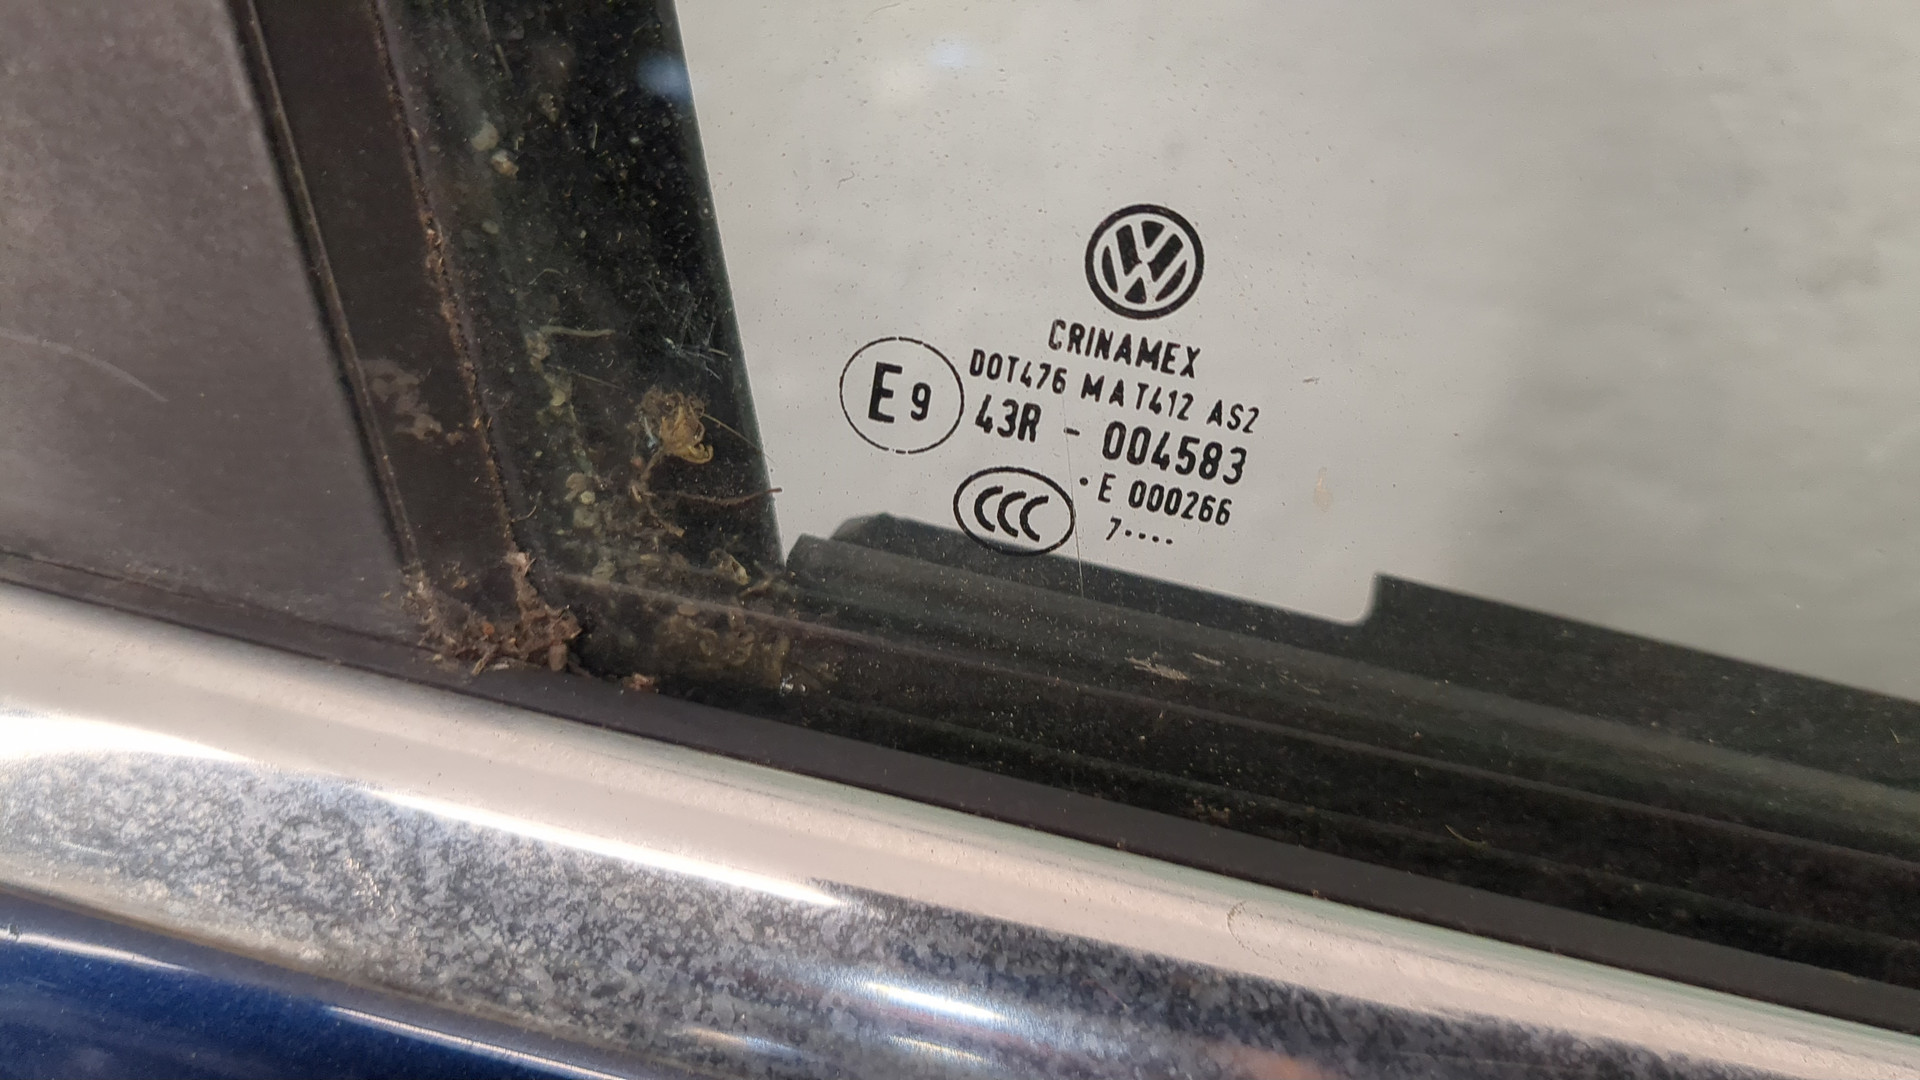 CRINAMEX
DOT476 MAT412 AS2
E9 43R - 004583
CCC ·E 000266
7····